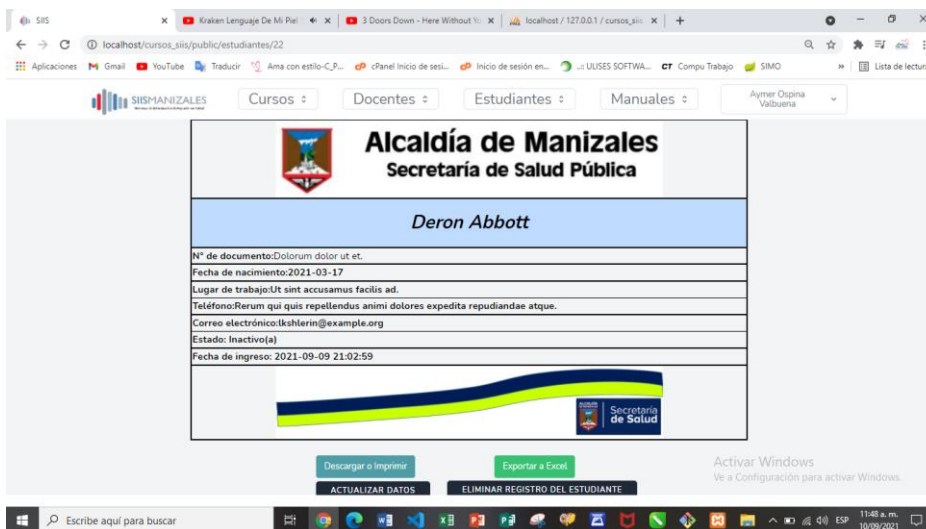 SIIS
Kraken Lenguaje De Mi Piel
3 Doors Down - Here Without Yo
localhost / 127.0.0.1 / cursos_siis
localhost/cursos_siis/public/estudiantes/22
Aplicaciones Gmail YouTube Traducir Ama con estilo-C_P... cPanel Inicio de sesi... Inicio de sesión en... ..:: ULISES SOFTWA... CT Compu Trabajo SIMO » Lista de lectura
SIISMANIZALES Cursos Docentes Estudiantes Manuales Aymer Ospina
Valbuena
Alcaldía de Manizales
Secretaría de Salud Pública
Deron Abbott
N° de documento:Dolorum dolor ut et.
Fecha de nacimiento:2021-03-17
Lugar de trabajo:Ut sint accusamus facilis ad.
Teléfono:Rerum qui quis repellendus animi dolores expedita repudiandae atque.
Correo electrónico:lkshlerin@example.org
Estado: Inactivo(a)
Fecha de ingreso: 2021-09-09 21:02:59
Secretaría
de Salud
Descargar o Imprimir Exportar a Excel
ACTUALIZAR DATOS ELIMINAR REGISTRO DEL ESTUDIANTE
Activar Windows
Ve a Configuración para activar Windows.
Escribe aquí para buscar
ESP
11:48 a. m.
10/09/2021